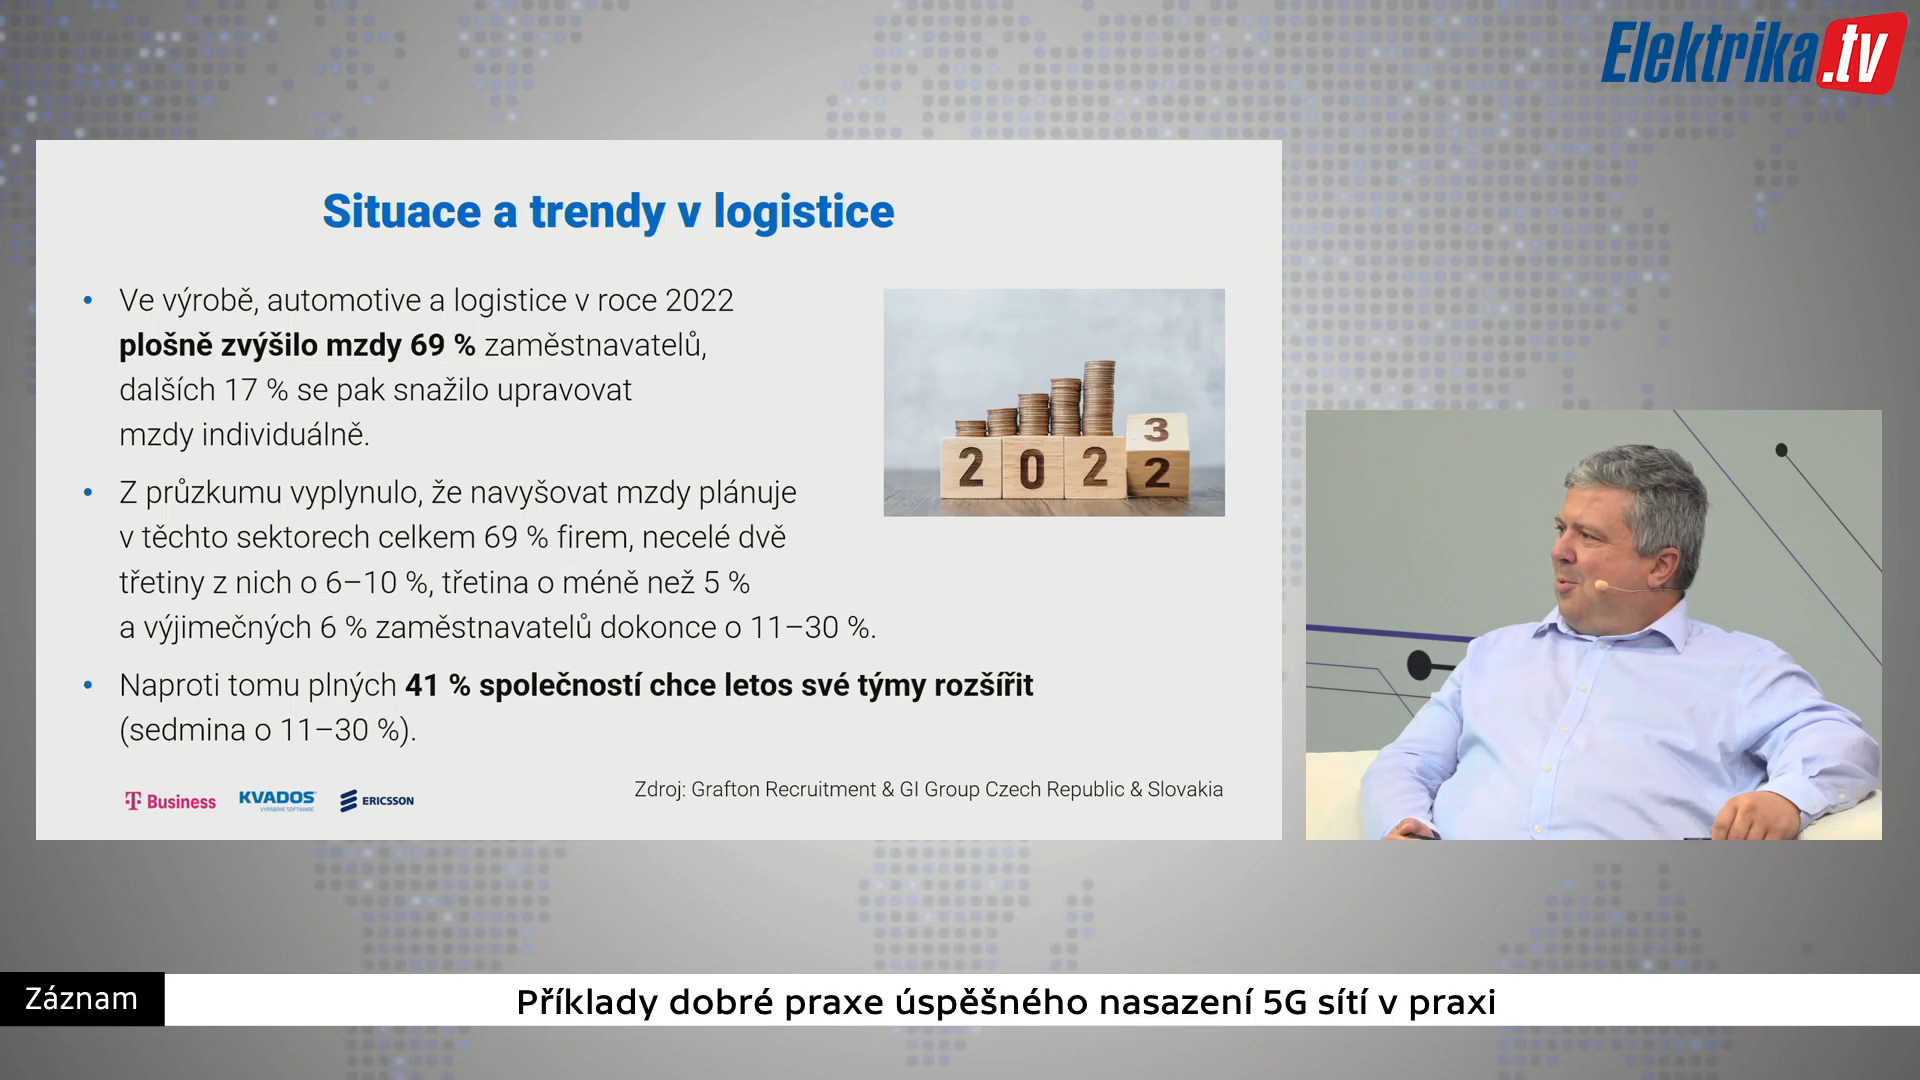 Elektrika.tv
Situace a trendy v logistice
• Ve výrobě, automotive a logistice v roce 2022
plošně zvýšilo mzdy 69 % zaměstnavatelů,
dalších 17 % se pak snažilo upravovat
mzdy individuálně.
• Z průzkumu vyplynulo, že navyšovat mzdy plánuje
v těchto sektorech celkem 69 % firem, necelé dvě
třetiny z nich o 6–10 %, třetina o méně než 5 %
a výjimečných 6 % zaměstnavatelů dokonce o 11–30 %.
• Naproti tomu plných 41 % společností chce letos své týmy rozšířit
(sedmina o 11–30 %).
2 0 2 3
2
T Business KVADOS ERICSSON
VYRÁBÍME SOFTWARE
Zdroj: Grafton Recruitment & GI Group Czech Republic & Slovakia
Záznam
Příklady dobré praxe úspěšného nasazení 5G sítí v praxi